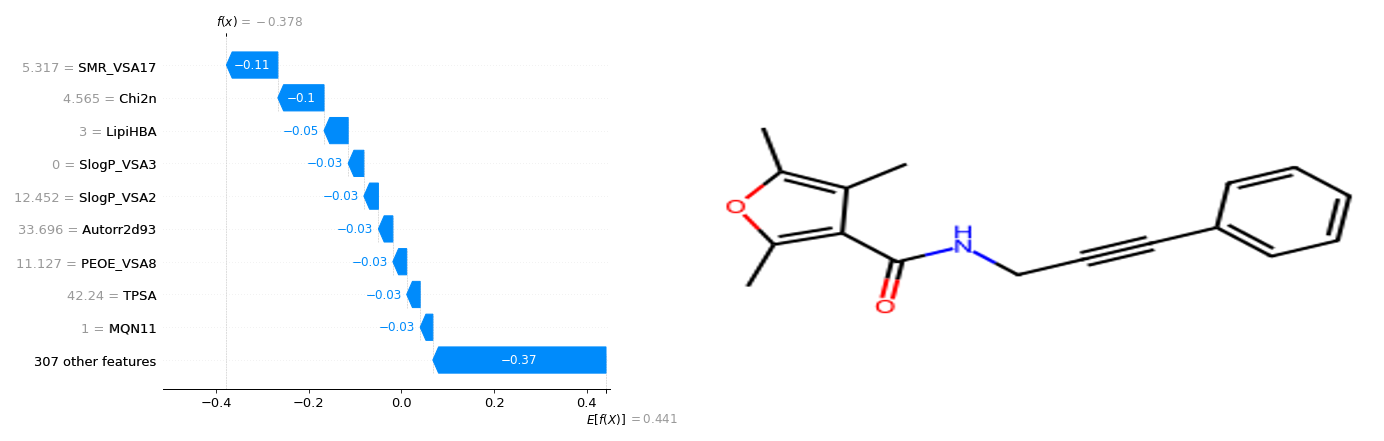 f(x) = −0.378
5.317 = SMR_VSA17
−0.11
4.565 = Chi2n
−0.1
3 = LipiHBA
−0.05
0 = SlogP_VSA3
−0.03
12.452 = SlogP_VSA2
−0.03
33.696 = Autorr2d93
−0.03
11.127 = PEOE_VSA8
−0.03
42.24 = TPSA
−0.03
1 = MQN11
−0.03
307 other features
−0.37
−0.4 −0.2 0.0 0.2 0.4
E[f(X)] = 0.441
O
H
N
O